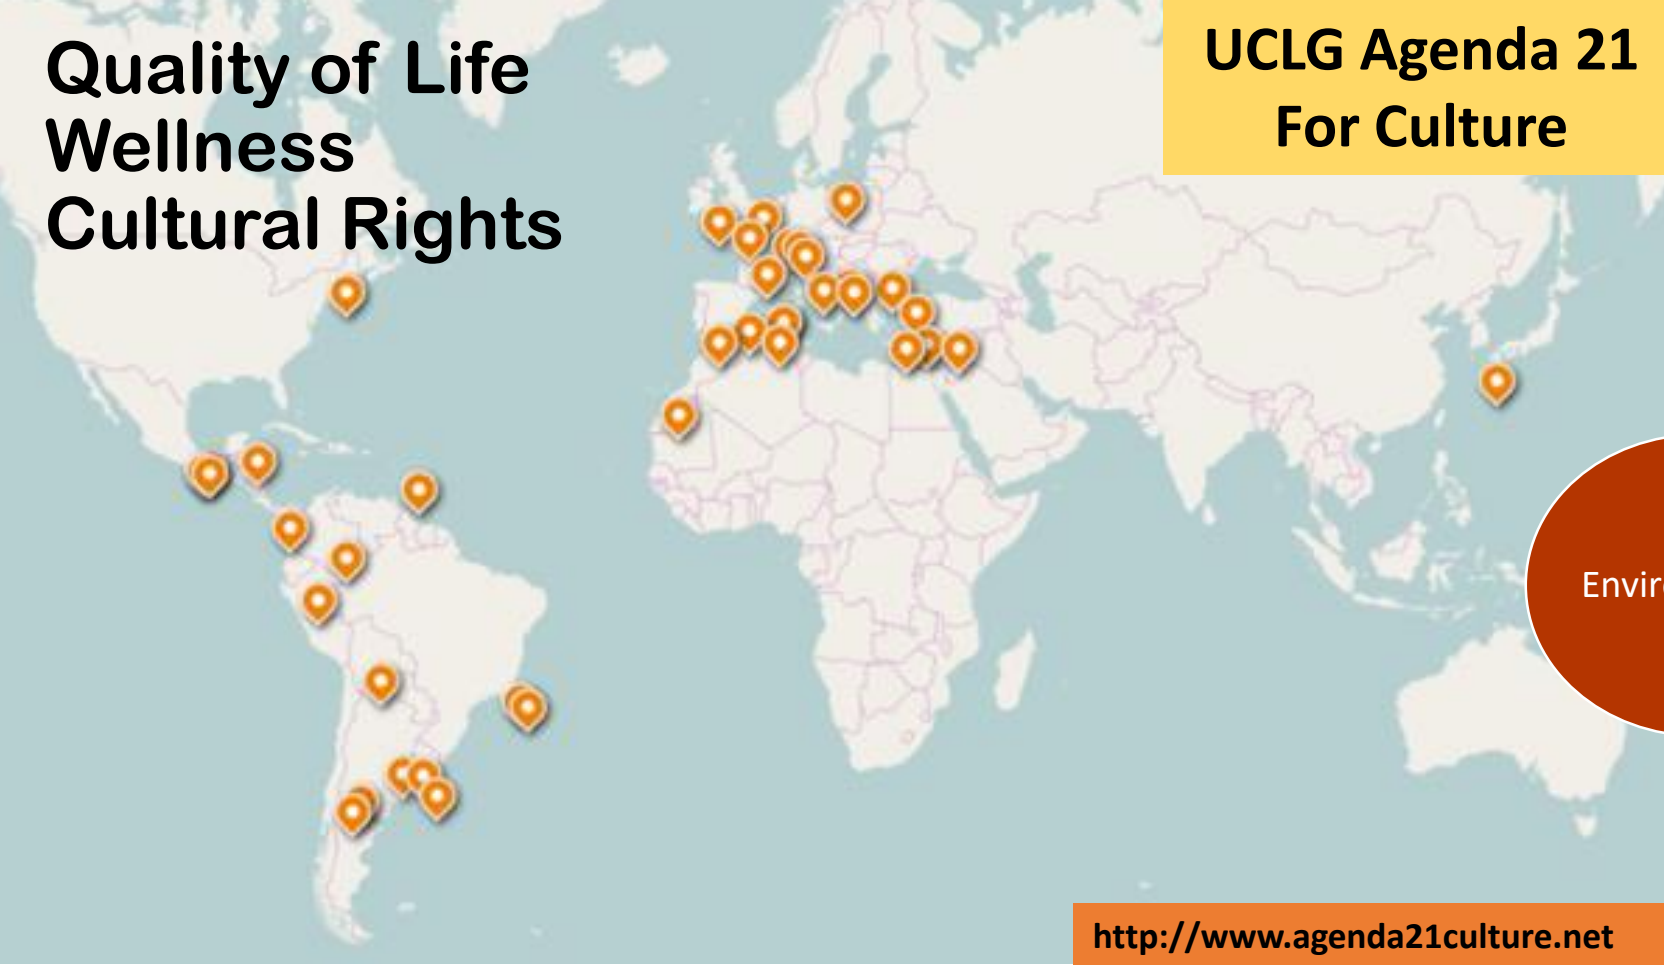 Quality of Life
Wellness
Cultural Rights
UCLG Agenda 21
For Culture
http://www.agenda21culture.net